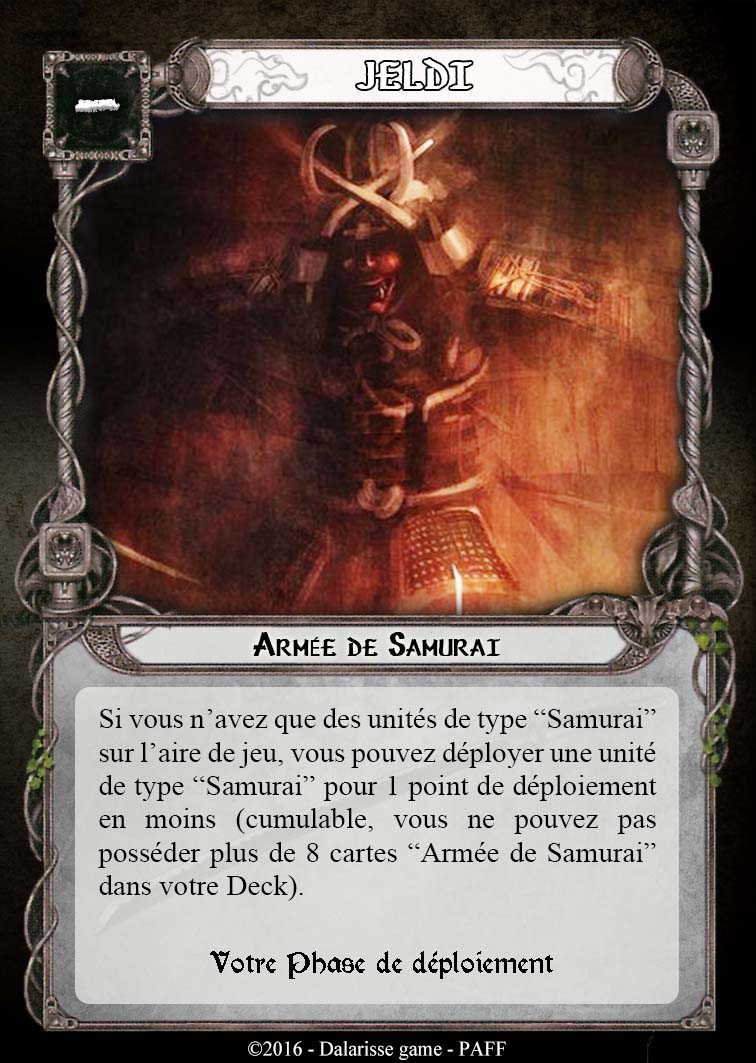 JELDI
Armée de Samurai
Si vous n’avez que des unités de type “Samurai”
sur l’aire de jeu, vous pouvez déployer une unité
de type “Samurai” pour 1 point de déploiement
en moins (cumulable, vous ne pouvez pas
posséder plus de 8 cartes “Armée de Samurai”
dans votre Deck).
Votre Phase de déploiement
©2016 - Dalarisse game - PAFF